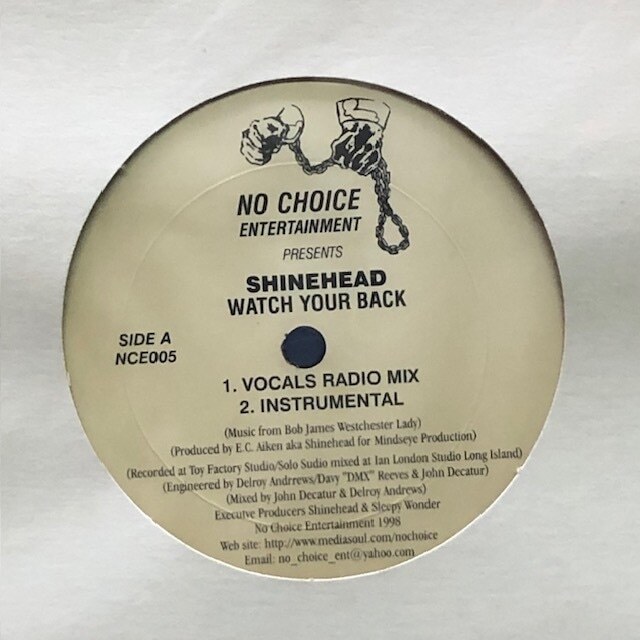 NO CHOICE
ENTERTAINMENT
PRESENTS
SHINEHEAD
WATCH YOUR BACK
SIDE A
NCE005
1. VOCALS RADIO MIX
2. INSTRUMENTAL
(Music from Bob James Westchester Lady)
(Produced by E.C. Aiken aka Shinehead for Mindseye Production)
(Recorded at Toy Factory Studio/Solo Sudio mixed at Ian London Studio Long Island)
(Engineered by Delroy Andrrews/Davy "DMX" Reeves & John Decatur)
(Mixed by John Decatur & Delroy Andrews)
Executve Producers Shinehead & Sleepy Wonder
No Choice Entertainment 1998
Web site: http://www.mediasoul.com/nochoice
Email: no_choice_ent@yahoo.com